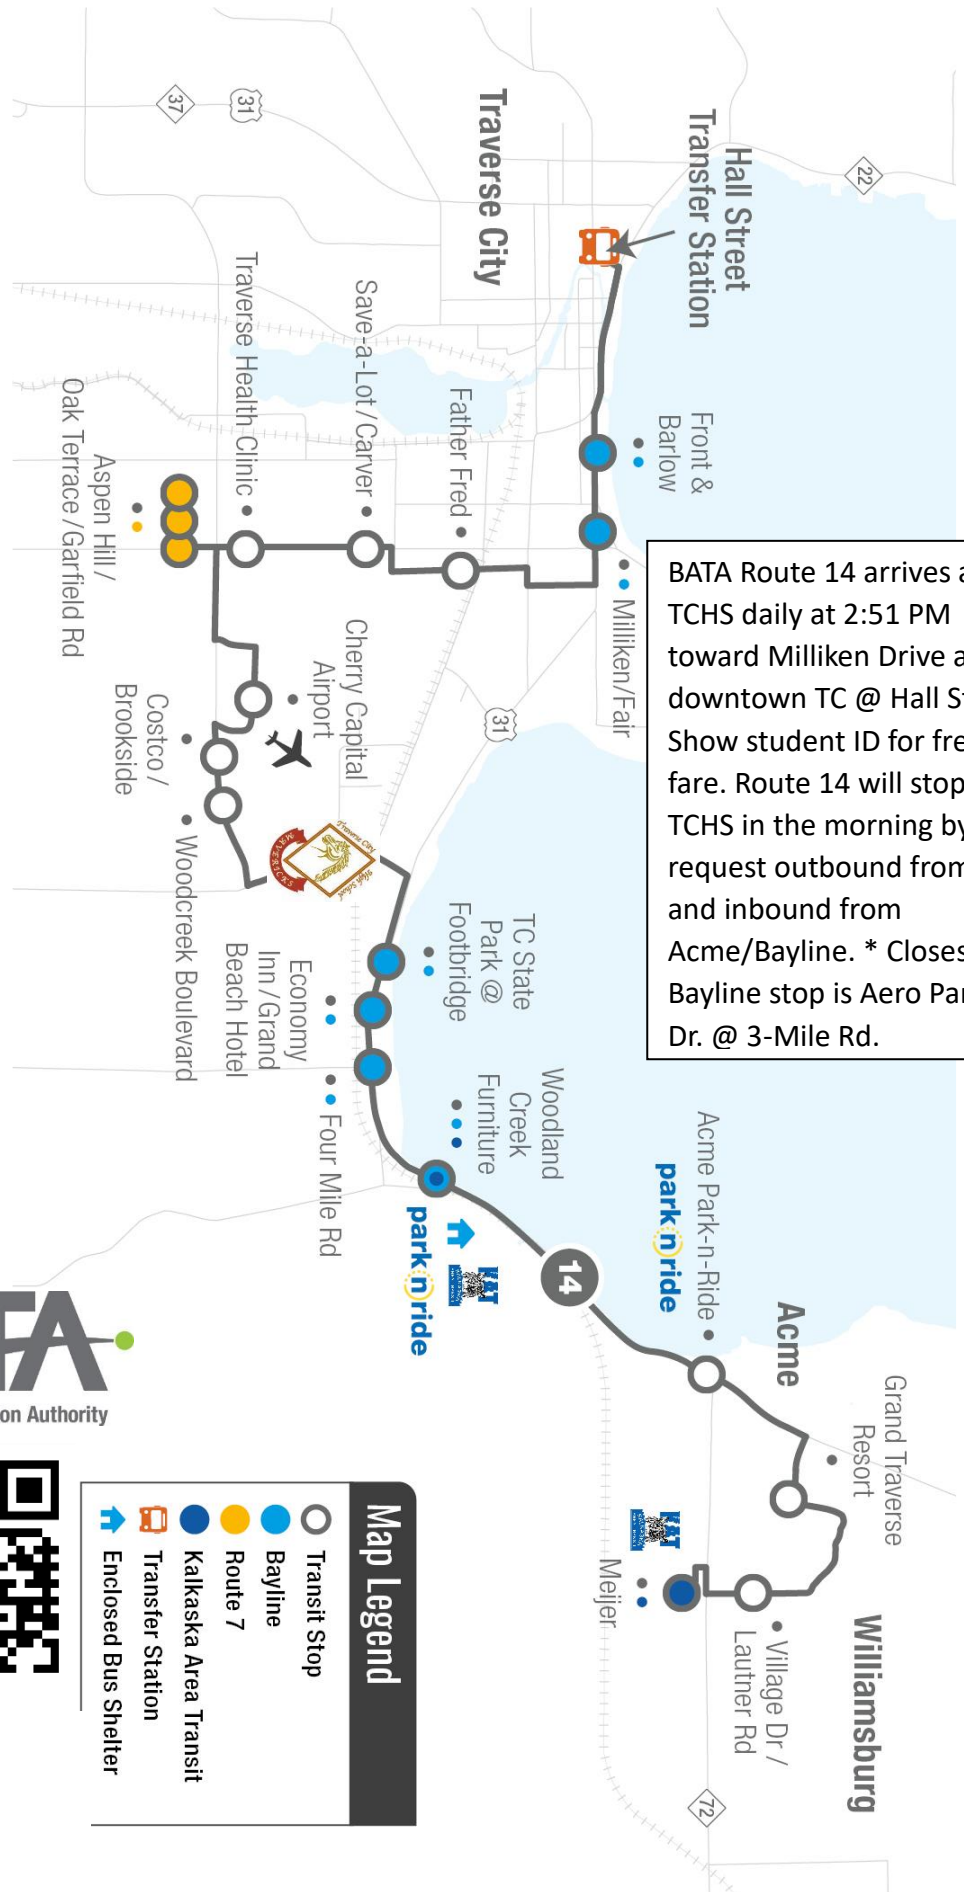 22
31
37
Hall Street
Transfer Station
Traverse City
Front &
Barlow
Milliken/Fair
Father Fred
Save-a-Lot / Carver
Traverse Health Clinic
Aspen Hill /
Oak Terrace / Garfield Rd
Cherry Capital
Airport
Costco /
Brookside
Woodcreek Boulevard
31
Traverse City
High School
MAVERICKS
TC State
Park @
Footbridge
Economy
Inn / Grand
Beach Hotel
Four Mile Rd
Woodland
Creek
Furniture
park n ride
14
Acme Park-n-Ride
park n ride
Acme
Grand Traverse
Resort
Williamsburg
Village Dr /
Lautner Rd
Meijer
72
BATA Route 14 arrives
TCHS daily at 2:51 PM
toward Milliken Drive
downtown TC @ Hall
Show student ID for
fare. Route 14 will stop
TCHS in the morning
request outbound from
and inbound from
Acme/Bayline. *
Bayline stop is Aero
Dr. @ 3-Mile Rd.
TA
Authority
Map Legend
Transit Stop
Bayline
Route 7
Kalkaska Area Transit
Transfer Station
Enclosed Bus Shelter